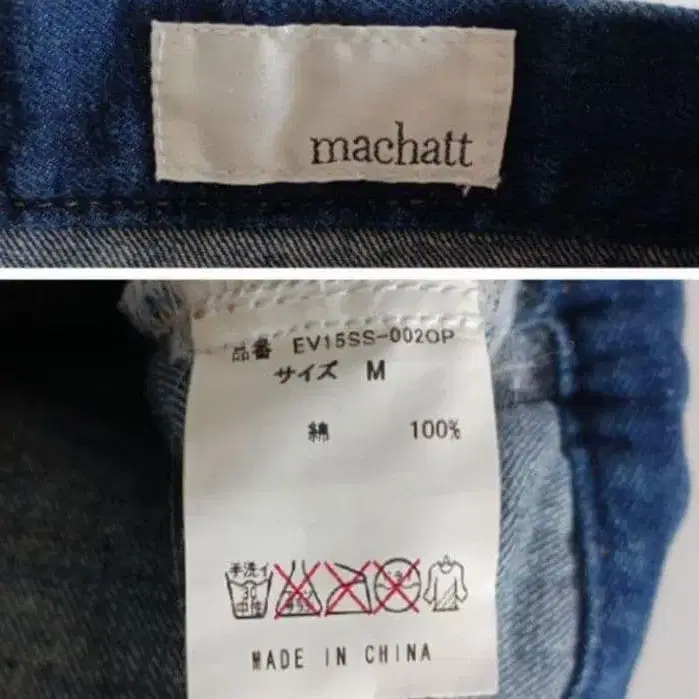 machatt
品番 EV15SS-002OP
サイズ M
綿 100%
手洗イ
30
中性
MADE IN CHINA